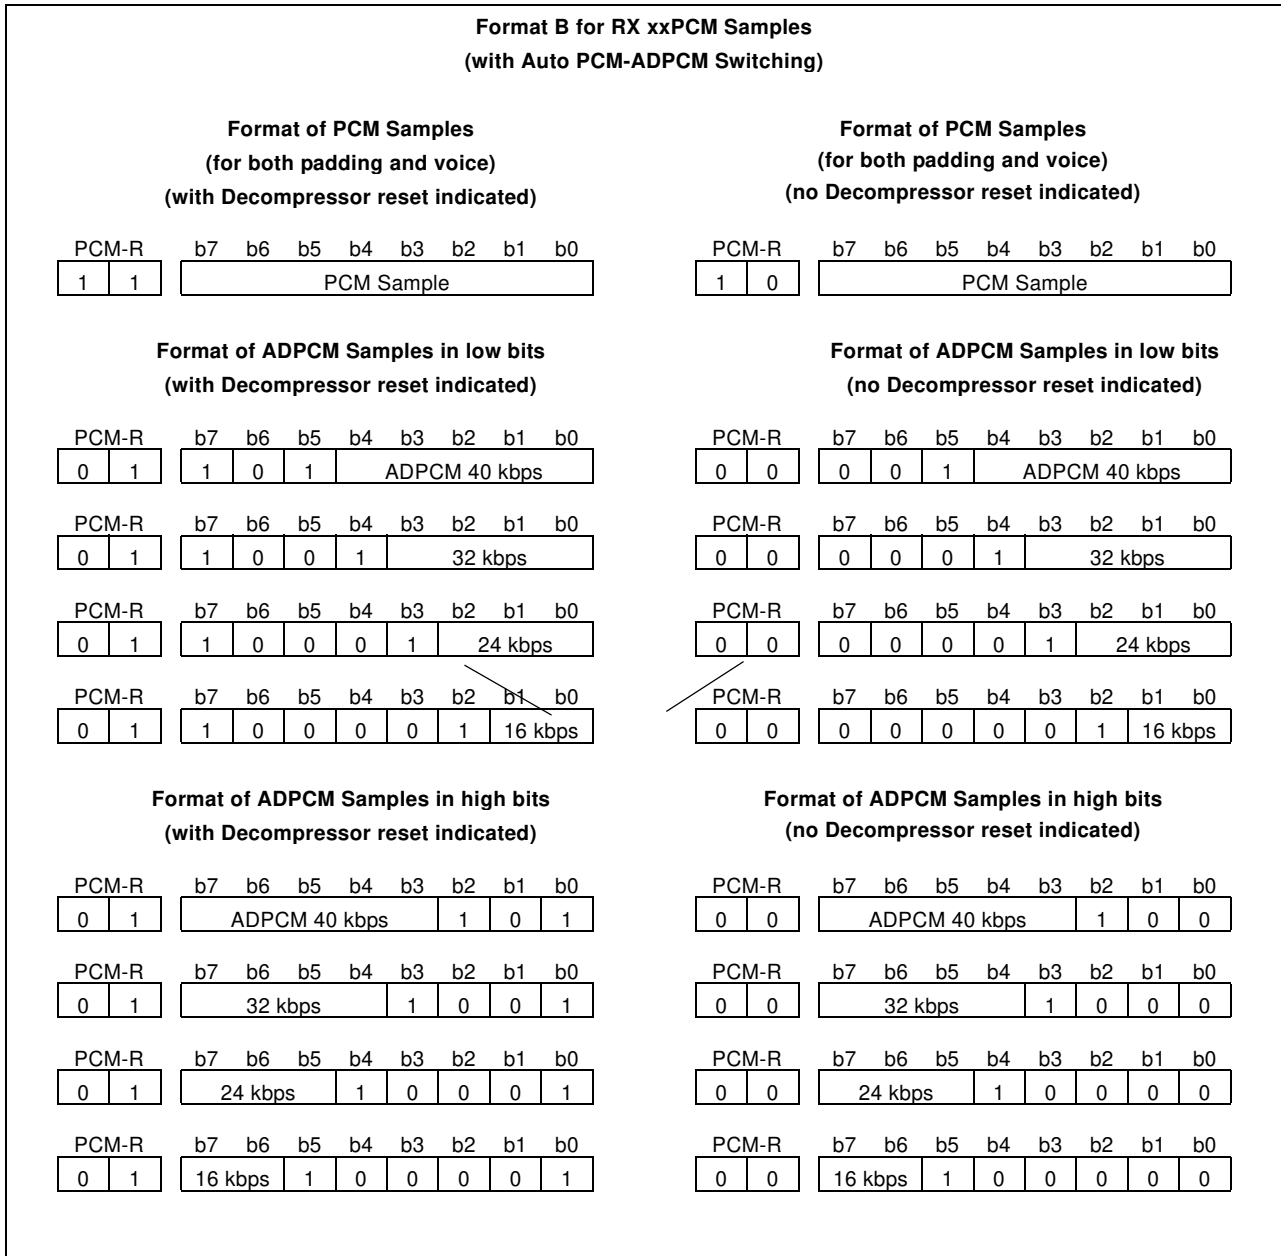 Format B for RX xxPCM Samples
(with Auto PCM-ADPCM Switching)
Format of PCM Samples
(for both padding and voice)
(with Decompressor reset indicated)
PCM-R b7 b6 b5 b4 b3 b2 b1 b0
1 1 PCM Sample
Format of PCM Samples
(for both padding and voice)
(no Decompressor reset indicated)
PCM-R b7 b6 b5 b4 b3 b2 b1 b0
1 0 PCM Sample
Format of ADPCM Samples in low bits
(with Decompressor reset indicated)
PCM-R b7 b6 b5 b4 b3 b2 b1 b0
0 1 1 0 1 ADPCM 40 kbps
PCM-R b7 b6 b5 b4 b3 b2 b1 b0
0 1 1 0 0 1 32 kbps
PCM-R b7 b6 b5 b4 b3 b2 b1 b0
0 1 1 0 0 0 1 24 kbps
PCM-R b7 b6 b5 b4 b3 b2 b1 b0
0 1 1 0 0 0 0 1 16 kbps
Format of ADPCM Samples in low bits
(no Decompressor reset indicated)
PCM-R b7 b6 b5 b4 b3 b2 b1 b0
0 0 0 0 1 ADPCM 40 kbps
PCM-R b7 b6 b5 b4 b3 b2 b1 b0
0 0 0 0 0 1 32 kbps
PCM-R b7 b6 b5 b4 b3 b2 b1 b0
0 0 0 0 0 0 1 24 kbps
PCM-R b7 b6 b5 b4 b3 b2 b1 b0
0 0 0 0 0 0 0 1 16 kbps
Format of ADPCM Samples in high bits
(with Decompressor reset indicated)
PCM-R b7 b6 b5 b4 b3 b2 b1 b0
0 1 ADPCM 40 kbps 1 0 1
PCM-R b7 b6 b5 b4 b3 b2 b1 b0
0 1 32 kbps 1 0 0 1
PCM-R b7 b6 b5 b4 b3 b2 b1 b0
0 1 24 kbps 1 0 0 0 1
PCM-R b7 b6 b5 b4 b3 b2 b1 b0
0 1 16 kbps 1 0 0 0 0 1
Format of ADPCM Samples in high bits
(no Decompressor reset indicated)
PCM-R b7 b6 b5 b4 b3 b2 b1 b0
0 0 ADPCM 40 kbps 1 0 0
PCM-R b7 b6 b5 b4 b3 b2 b1 b0
0 0 32 kbps 1 0 0 0
PCM-R b7 b6 b5 b4 b3 b2 b1 b0
0 0 24 kbps 1 0 0 0 0
PCM-R b7 b6 b5 b4 b3 b2 b1 b0
0 0 16 kbps 1 0 0 0 0 0